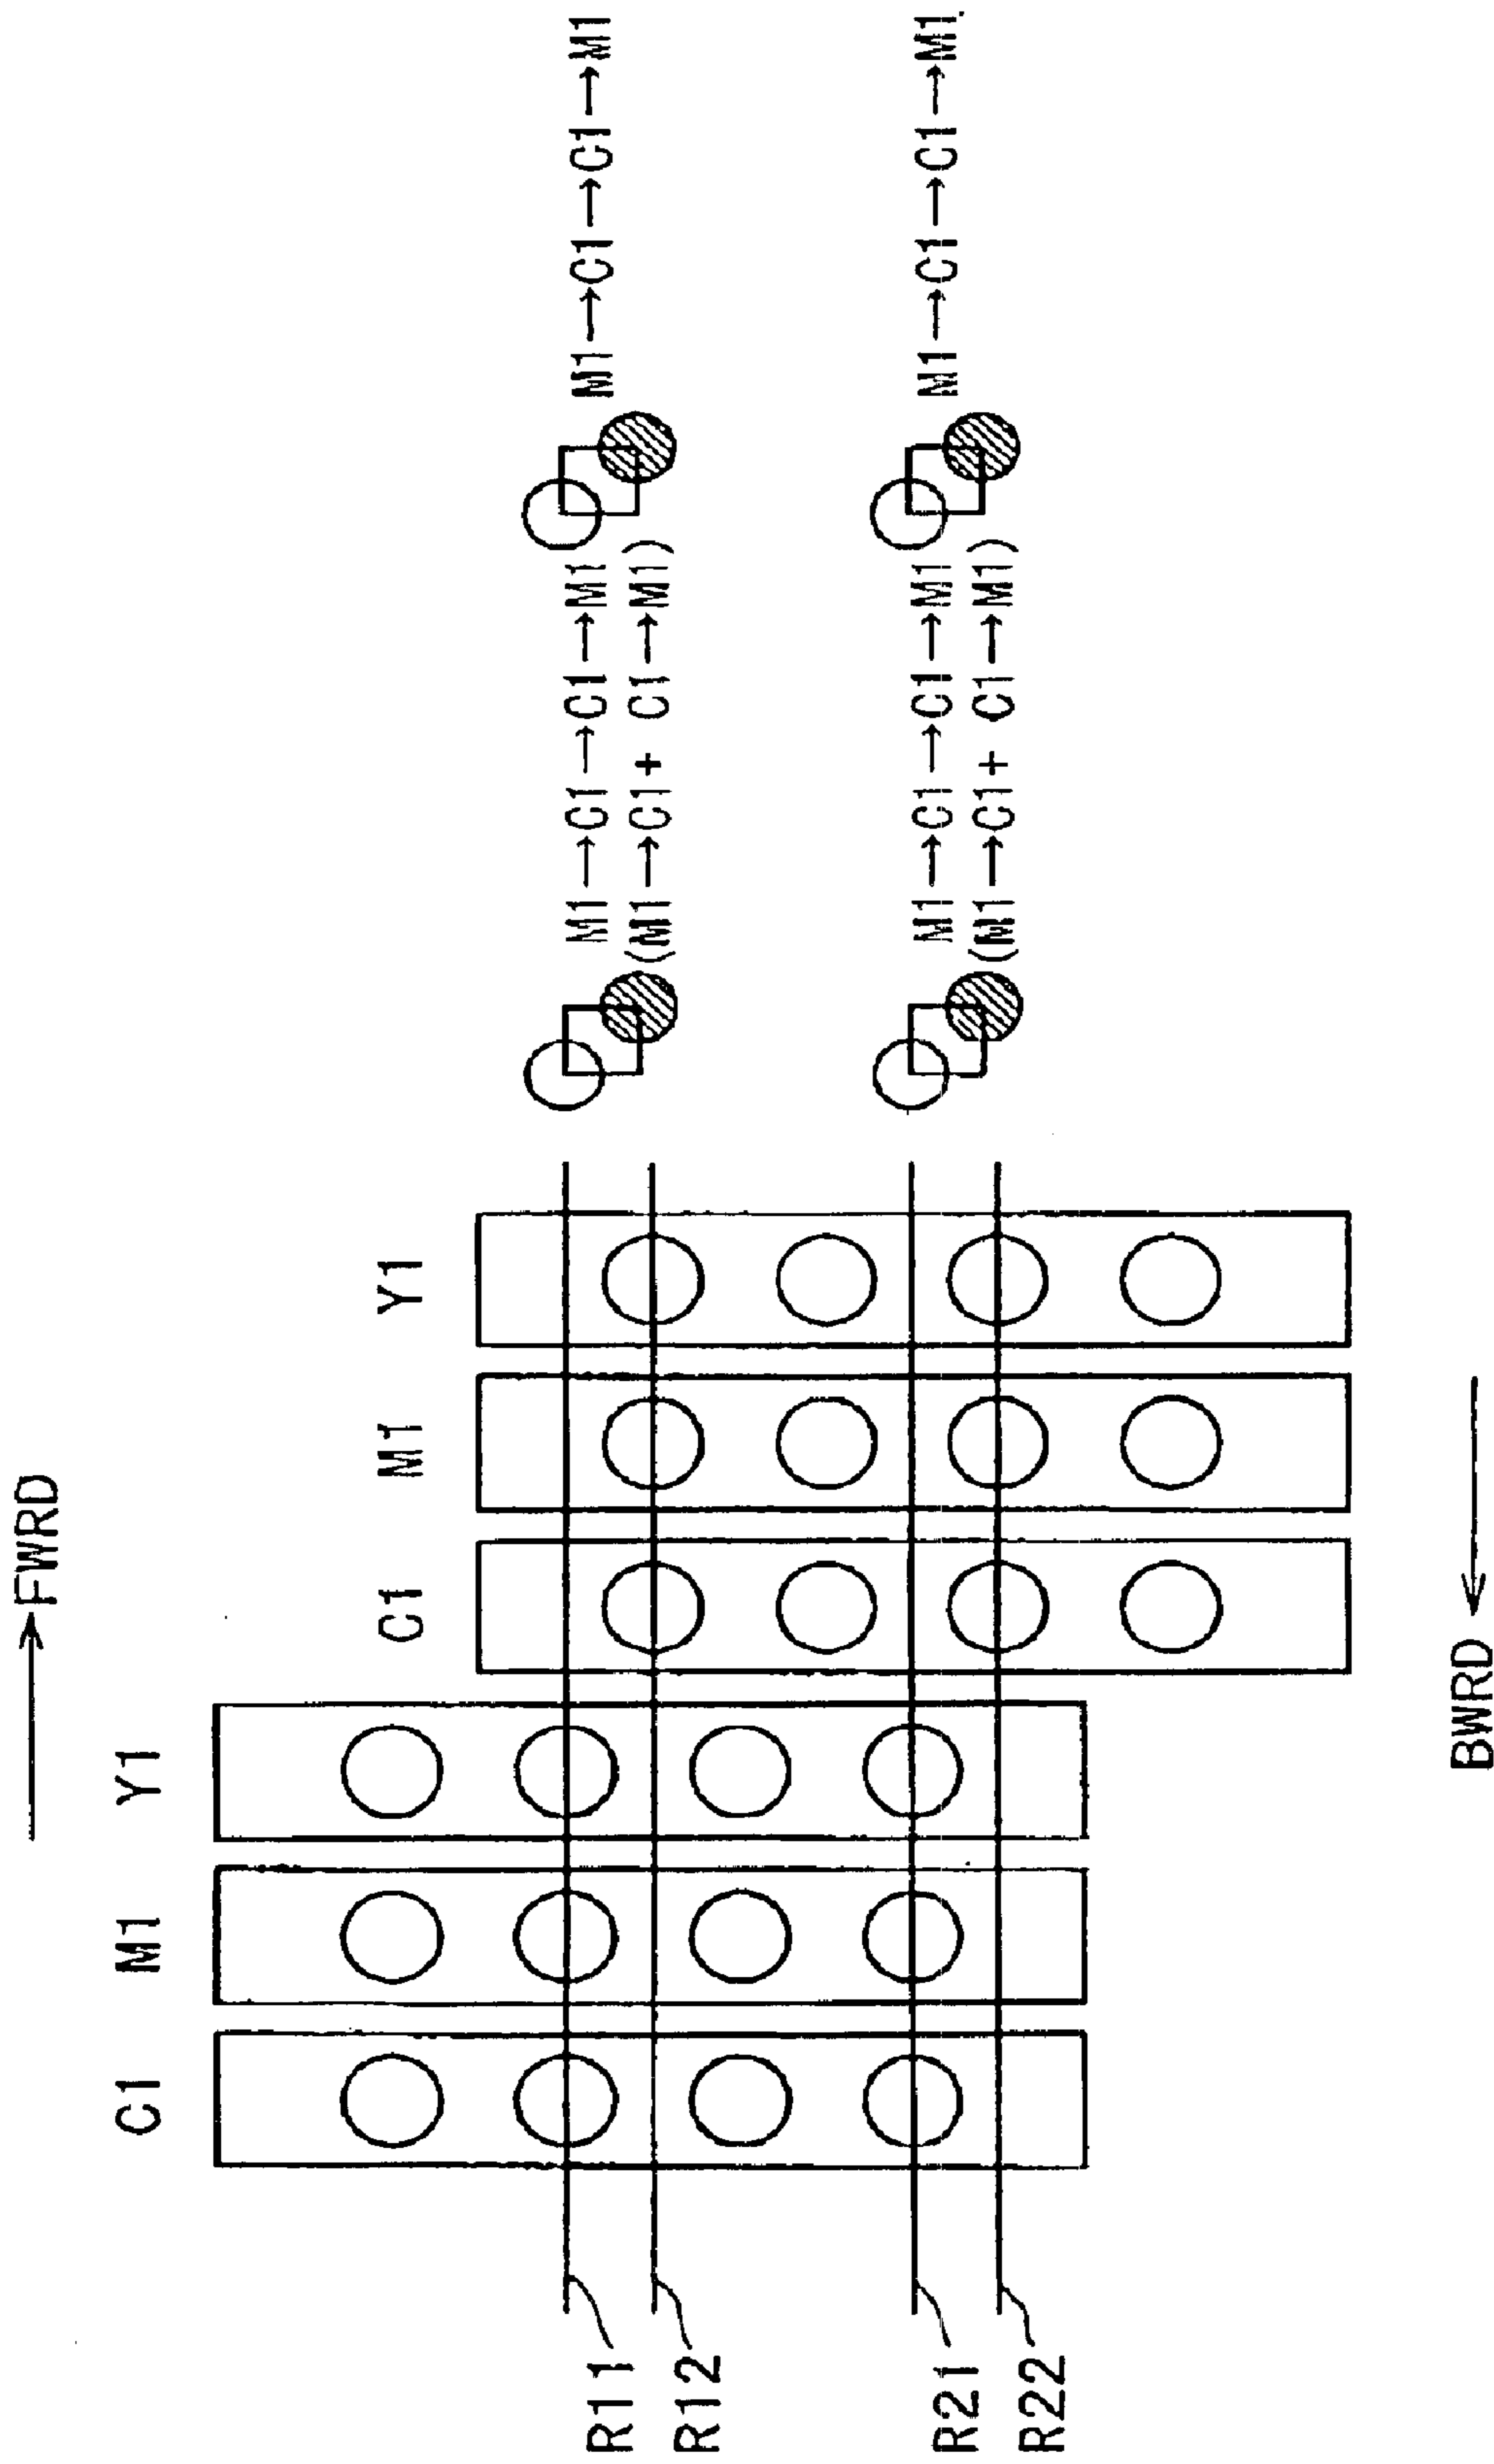 FWRD
C1 M1 Y1
C1 M1 Y1
R11
M1→C1→C1→M1
(M1→C1+ C1→M1)
M1→C1→C1→M1
R12
R21
M1→C1→C1→M1
(M1→C1+ C1→M1)
M1→C1→C1→M1
R22
BWRD